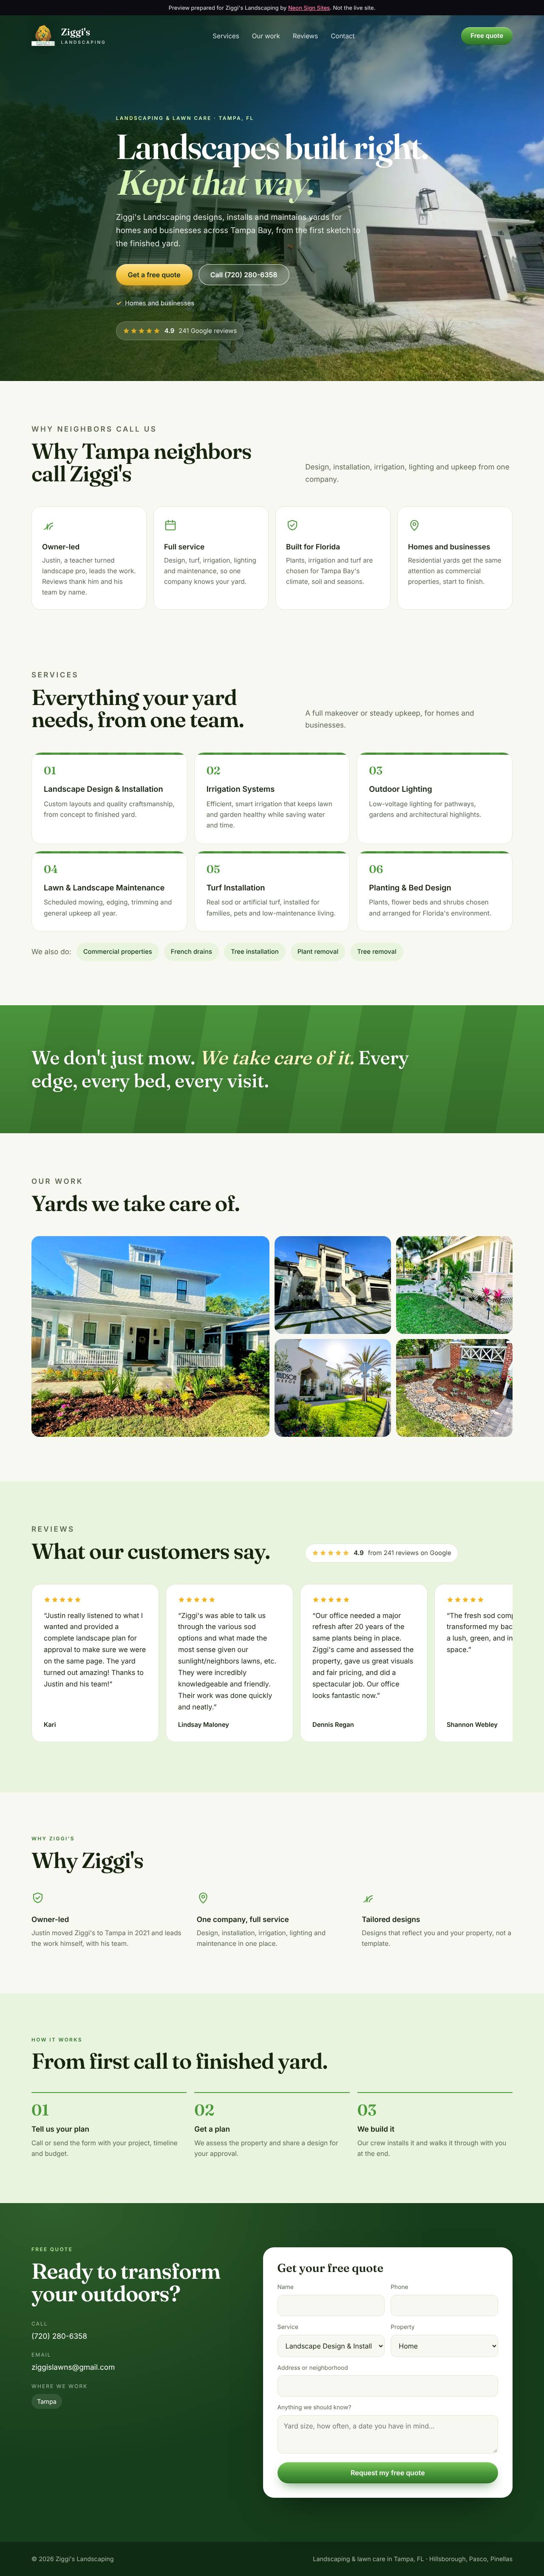 Preview prepared for Ziggi's Landscaping by Neon Sign Sites. Not the live site.
Ziggi's
LANDSCAPING
Services
Our work
Reviews
Contact
Free quote
LANDSCAPING & LAWN CARE · TAMPA, FL
Landscapes built right.
Kept that way.
Ziggi's Landscaping designs, installs and maintains yards for
homes and businesses across Tampa Bay, from the first sketch to
the finished yard.
Get a free quote
Call (720) 280-6358
✓ Homes and businesses
★★★★★ 4.9 241 Google reviews
WHY NEIGHBORS CALL US
Why Tampa neighbors
call Ziggi's
Design, installation, irrigation, lighting and upkeep from one
company.
Owner-led
Justin, a teacher turned
landscape pro, leads the work.
Reviews thank him and his
team by name.
Full service
Design, turf, irrigation, lighting
and maintenance, so one
company knows your yard.
Built for Florida
Plants, irrigation and turf are
chosen for Tampa Bay's
climate, soil and seasons.
Homes and businesses
Residential yards get the same
attention as commercial
properties, start to finish.
SERVICES
Everything your yard
needs, from one team.
A full makeover or steady upkeep, for homes and
businesses.
01
Landscape Design & Installation
Custom layouts and quality craftsmanship,
from concept to finished yard.
02
Irrigation Systems
Efficient, smart irrigation that keeps lawn
and garden healthy while saving water
and time.
03
Outdoor Lighting
Low-voltage lighting for pathways,
gardens and architectural highlights.
04
Lawn & Landscape Maintenance
Scheduled mowing, edging, trimming and
general upkeep all year.
05
Turf Installation
Real sod or artificial turf, installed for
families, pets and low-maintenance living.
06
Planting & Bed Design
Plants, flower beds and shrubs chosen
and arranged for Florida's environment.
We also do:
Commercial properties
French drains
Tree installation
Plant removal
Tree removal
We don't just mow. We take care of it. Every
edge, every bed, every visit.
OUR WORK
Yards we take care of.
REVIEWS
What our customers say.
★★★★★ 4.9 from 241 reviews on Google
★★★★★
“Justin really listened to what I
wanted and provided a
complete landscape plan for
approval to make sure we were
on the same page. The yard
turned out amazing! Thanks to
Justin and his team!”
Kari
★★★★★
“Ziggi's was able to talk us
through the various sod
options and what made the
most sense given our
sunlight/neighbors lawns, etc.
They were incredibly
knowledgeable and friendly.
Their work was done quickly
and neatly.”
Lindsay Maloney
★★★★★
“Our office needed a major
refresh after 20 years of the
same plants being in place.
Ziggi's came and assessed the
property, gave us great visuals
and fair pricing, and did a
spectacular job. Our office
looks fantastic now.”
Dennis Regan
★★★★★
“The fresh sod comp
transformed my bac
a lush, green, and in
space.”
Shannon Webley
WHY ZIGGI'S
Why Ziggi's
Owner-led
Justin moved Ziggi's to Tampa in 2021 and leads
the work himself, with his team.
One company, full service
Design, installation, irrigation, lighting and
maintenance in one place.
Tailored designs
Designs that reflect you and your property, not a
template.
HOW IT WORKS
From first call to finished yard.
01
Tell us your plan
Call or send the form with your project, timeline
and budget.
02
Get a plan
We assess the property and share a design for
your approval.
03
We build it
Our crew installs it and walks it through with you
at the end.
FREE QUOTE
Ready to transform
your outdoors?
CALL
(720) 280-6358
EMAIL
ziggislawns@gmail.com
WHERE WE WORK
Tampa
Get your free quote
Name
Phone
Service
Property
Landscape Design & Install
Home
Address or neighborhood
Anything we should know?
Yard size, how often, a date you have in mind...
Request my free quote
© 2026 Ziggi's Landscaping
Landscaping & lawn care in Tampa, FL · Hillsborough, Pasco, Pinellas